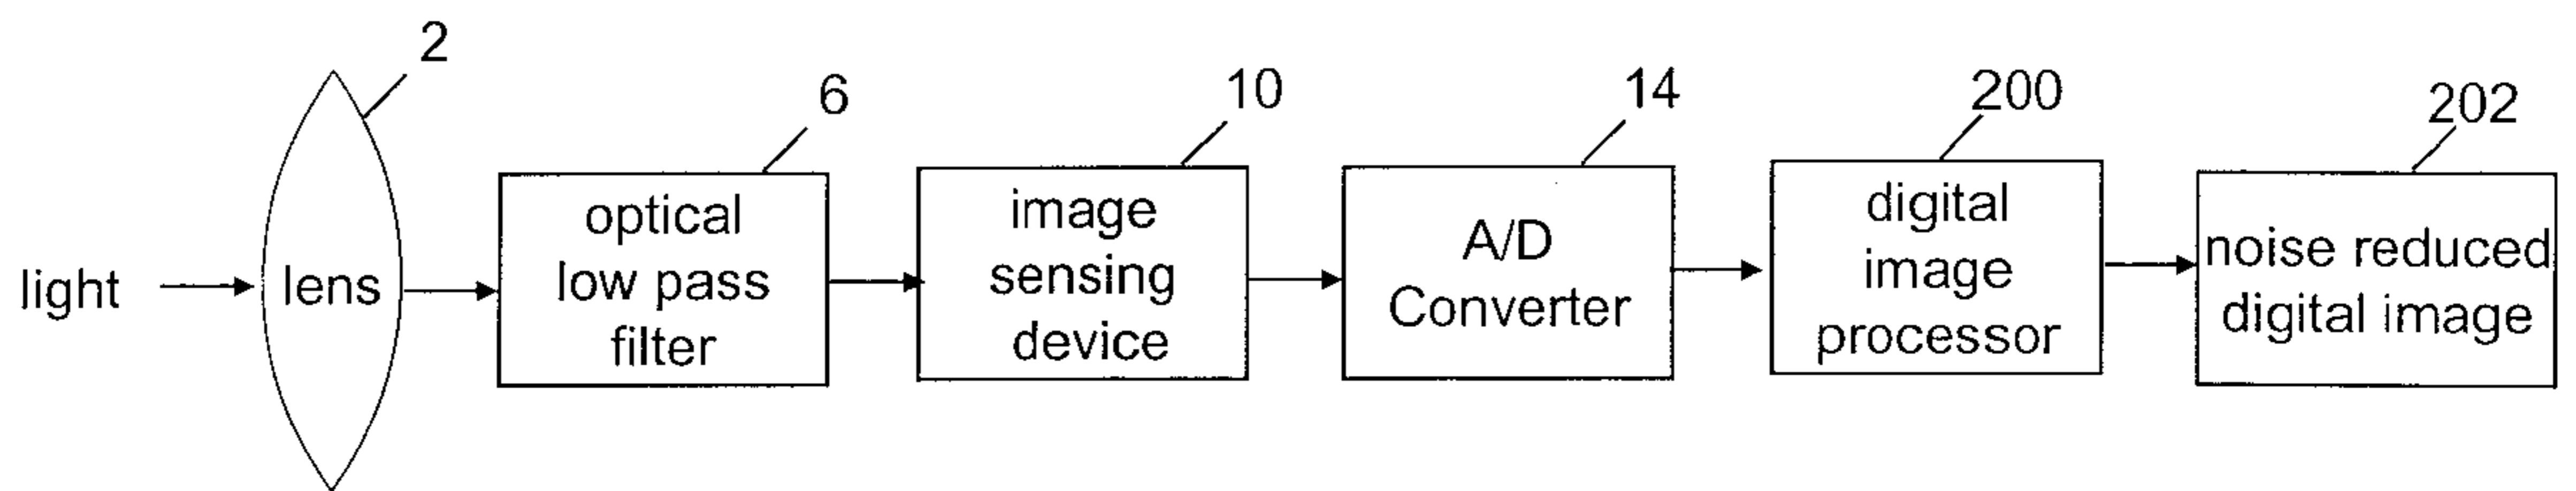 2
6
10
14
200
202
light
lens
optical
low pass
filter
image
sensing
device
A/D
Converter
digital
image
processor
noise reduced
digital image